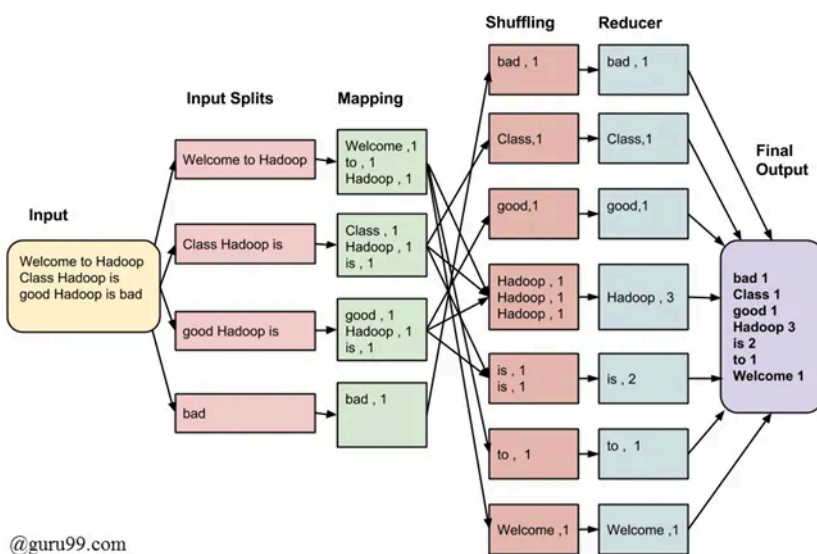 Shuffling
Reducer
Input Splits
Mapping
Final
Output
Input
Welcome to Hadoop
Class Hadoop is
good Hadoop is bad
Welcome to Hadoop
Class Hadoop is
good Hadoop is
bad
Welcome ,1
to , 1
Hadoop , 1
Class , 1
Hadoop , 1
is , 1
good , 1
Hadoop , 1
is , 1
bad , 1
bad , 1
Class,1
good,1
Hadoop , 1
Hadoop , 1
Hadoop , 1
is , 1
is , 1
to , 1
Welcome ,1
bad , 1
Class,1
good,1
Hadoop , 3
is , 2
to , 1
Welcome ,1
bad 1
Class 1
good 1
Hadoop 3
is 2
to 1
Welcome 1
@guru99.com